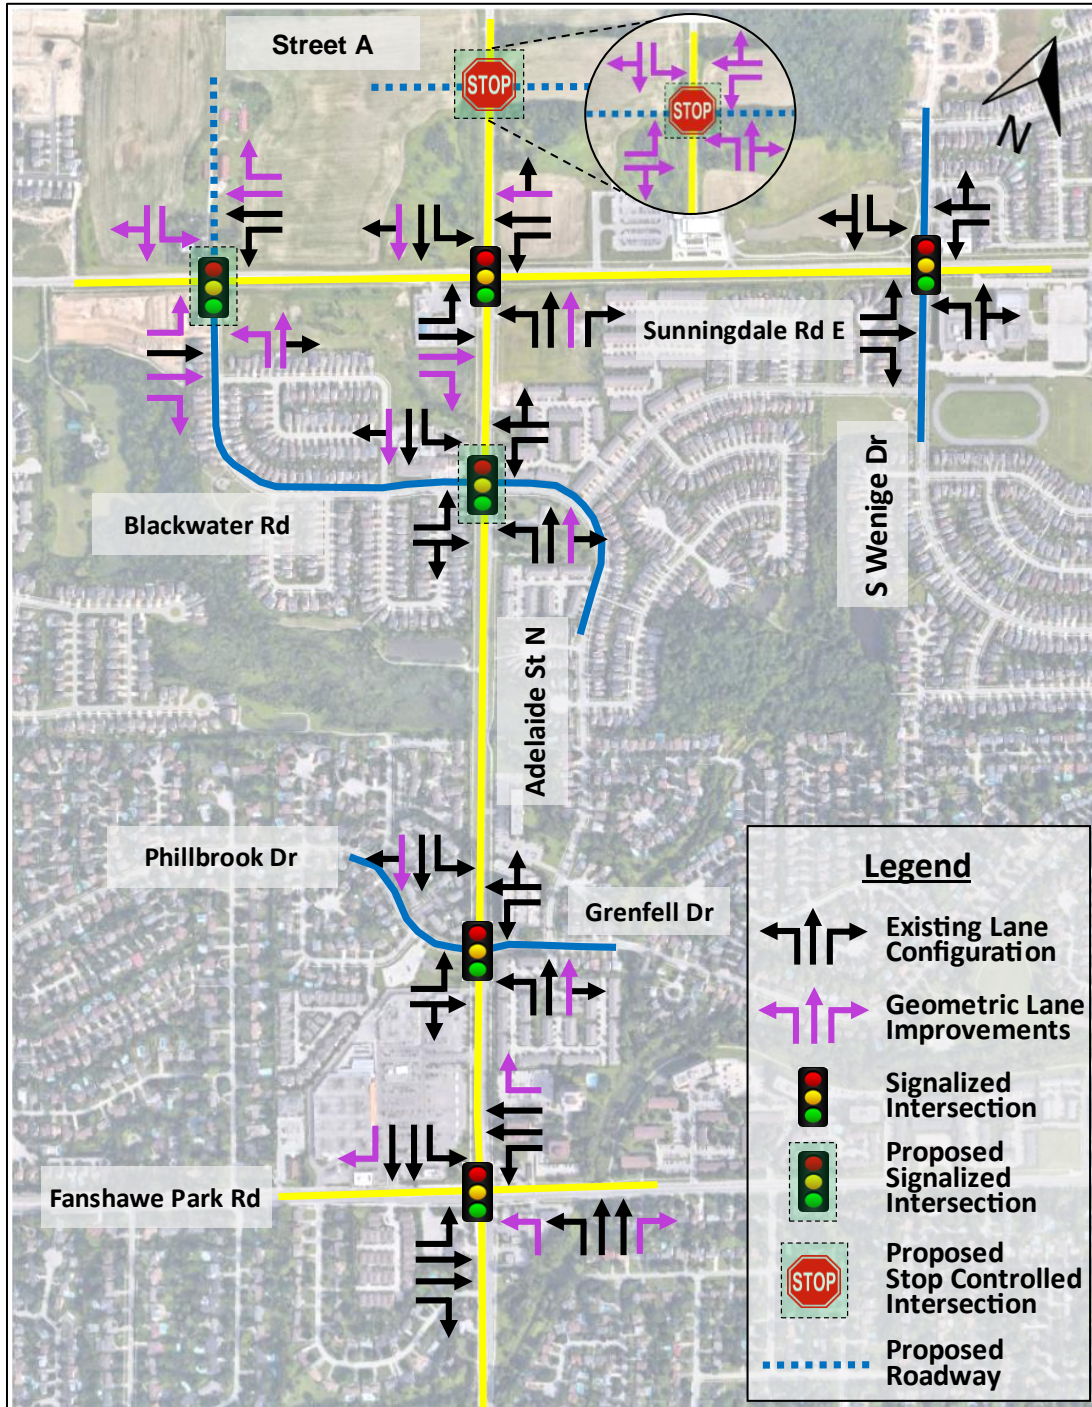 Street A
STOP
STOP
N
Sunningdale Rd E
Blackwater Rd
S Wenige Dr
Adelaide St N
Phillbrook Dr
Grenfell Dr
Fanshawe Park Rd
Legend
Existing Lane
Configuration
Geometric Lane
Improvements
Signalized
Intersection
Proposed
Signalized
Intersection
STOP
Proposed
Stop Controlled
Intersection
Proposed
Roadway